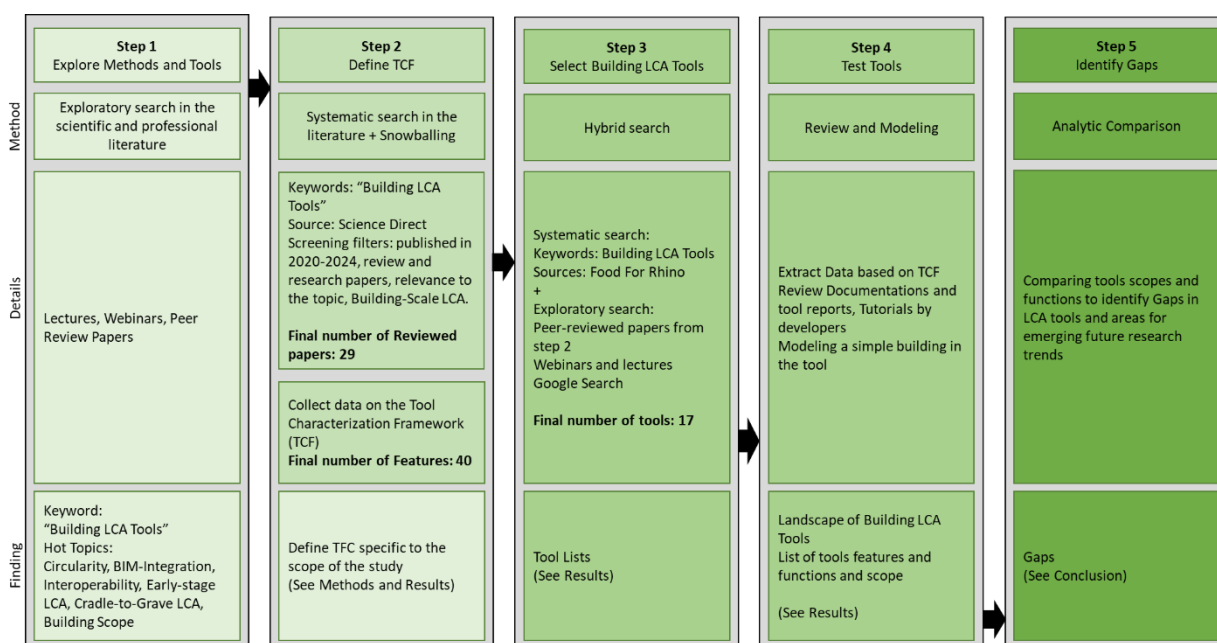 Step 1
Explore Methods and Tools
Step 2
Define TCF
Step 3
Select Building LCA Tools
Step 4
Test Tools
Step 5
Identify Gaps
Method
Exploratory search in the
scientific and professional
literature
Systematic search in the
literature + Snowballing
Hybrid search
Review and Modeling
Analytic Comparison
Details
Lectures, Webinars, Peer
Review Papers
Keywords: “Building LCA
Tools”
Source: Science Direct
Screening filters: published in
2020-2024, review and
research papers, relevance to
the topic, Building-Scale LCA.
Final number of Reviewed
papers: 29
Collect data on the Tool
Characterization Framework
(TCF)
Final number of Features: 40
Systematic search:
Keywords: Building LCA Tools
Sources: Food For Rhino
+
Exploratory search:
Peer-reviewed papers from
step 2
Webinars and lectures
Google Search
Final number of tools: 17
Extract Data based on TCF
Review Documentations and
tool reports, Tutorials by
developers
Modeling a simple building in
the tool
Comparing tools scopes and
functions to identify Gaps in
LCA tools and areas for
emerging future research
trends
Finding
Keyword:
“Building LCA Tools”
Hot Topics:
Circularity, BIM-Integration,
Interoperability, Early-stage
LCA, Cradle-to-Grave LCA,
Building Scope
Define TFC specific to the
scope of the study
(See Methods and Results)
Tool Lists
(See Results)
Landscape of Building LCA
Tools
List of tools features and
functions and scope
(See Results)
Gaps
(See Conclusion)